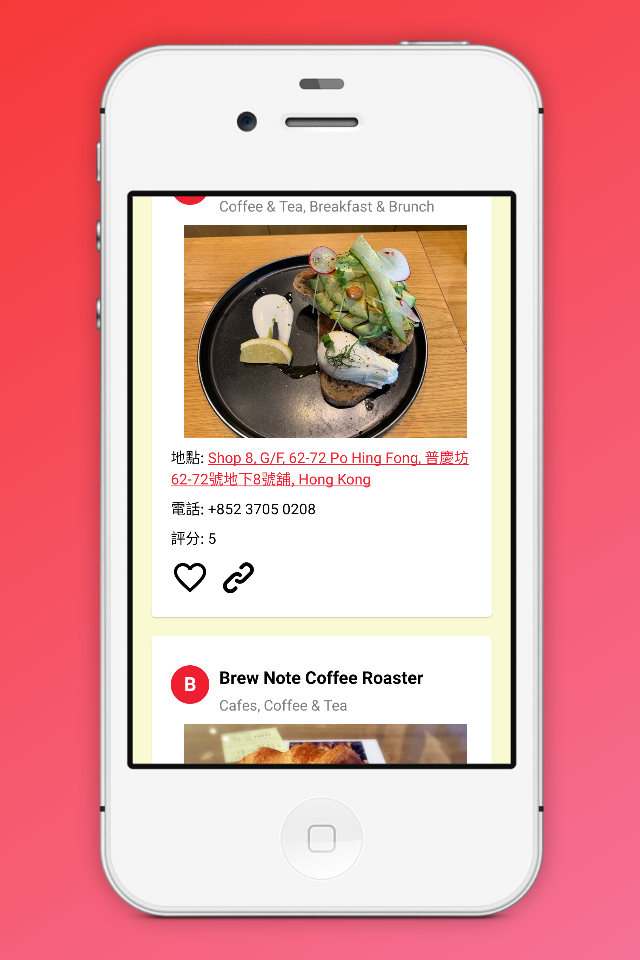 Coffee & Tea, Breakfast & Brunch
地點: Shop 8, G/F, 62-72 Po Hing Fong, 普慶坊
62-72號地下8號舖, Hong Kong
電話: +852 3705 0208
評分: 5
B
Brew Note Coffee Roaster
Cafes, Coffee & Tea